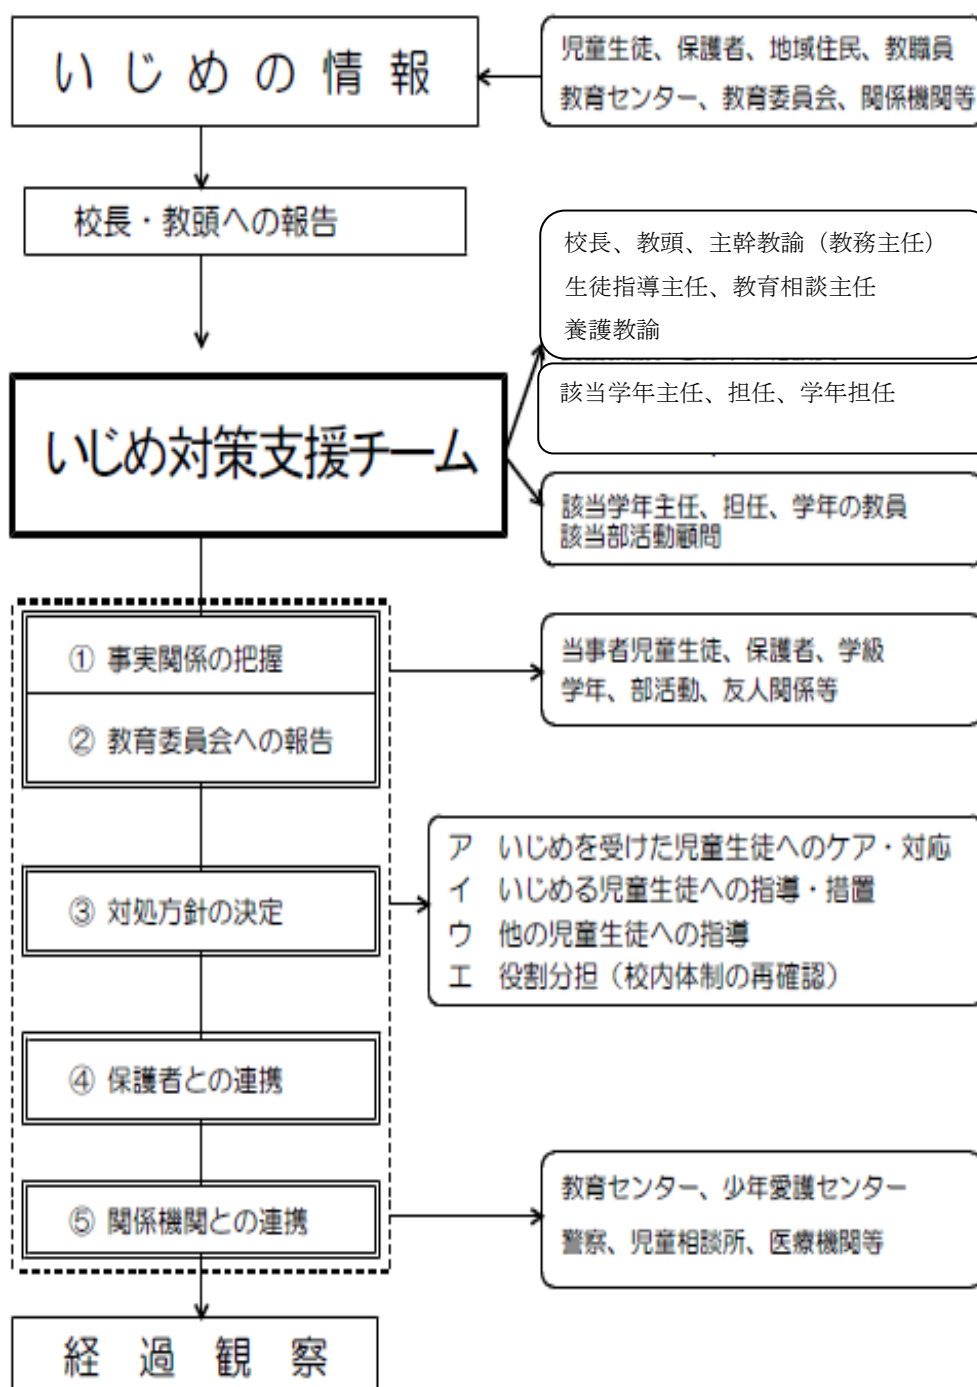 いじめの情報
児童生徒、保護者、地域住民、教職員
教育センター、教育委員会、関係機関等
校長・教頭への報告
校長、教頭、主幹教諭（教務主任）
生徒指導主任、教育相談主任
養護教諭
該当学年主任、担任、学年担任
いじめ対策支援チーム
該当学年主任、担任、学年の教員
該当部活動顧問
① 事実関係の把握
② 教育委員会への報告
当事者児童生徒、保護者、学級
学年、部活動、友人関係等
③ 対処方針の決定
ア いじめを受けた児童生徒へのケア・対応
イ いじめる児童生徒への指導・措置
ウ 他の児童生徒への指導
エ 役割分担（校内体制の再確認）
④ 保護者との連携
⑤ 関係機関との連携
教育センター、少年愛護センター
警察、児童相談所、医療機関等
経過観察